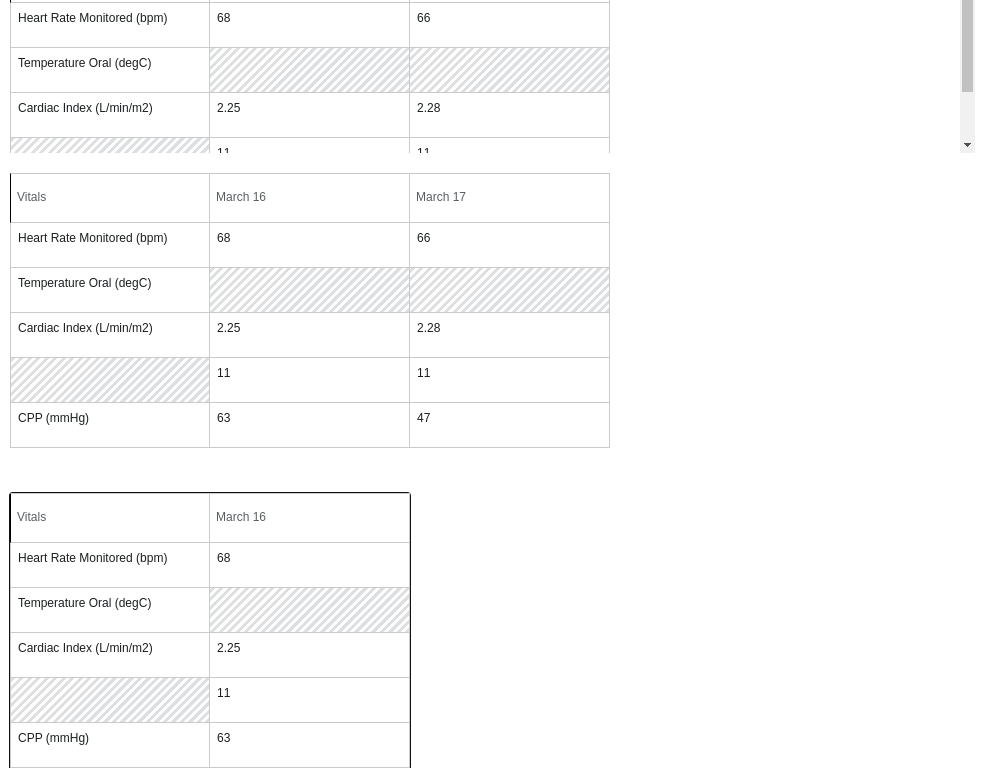 Heart Rate Monitored (bpm) 68 66
Temperature Oral (degC)
Cardiac Index (L/min/m2) 2.25 2.28
11 11
Vitals March 16 March 17
Heart Rate Monitored (bpm) 68 66
Temperature Oral (degC)
Cardiac Index (L/min/m2) 2.25 2.28
11 11
CPP (mmHg) 63 47
Vitals March 16
Heart Rate Monitored (bpm) 68
Temperature Oral (degC)
Cardiac Index (L/min/m2) 2.25
11
CPP (mmHg) 63